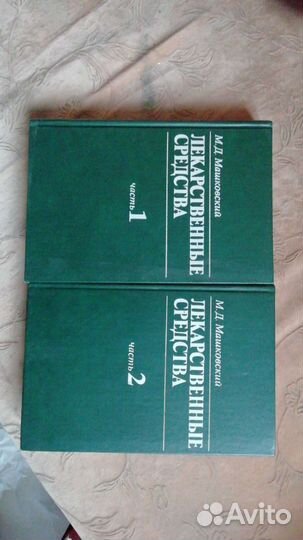 М.Д. Машковский
ЛЕКАРСТВЕННЫЕ
СРЕДСТВА
часть 1
М.Д. Машковский
ЛЕКАРСТВЕННЫЕ
СРЕДСТВА
часть 2
Avito